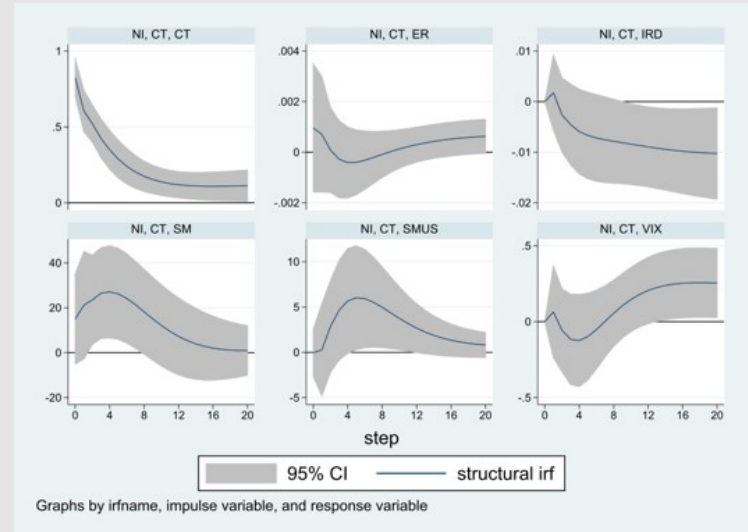 NI, CT, CT
NI, CT, ER
NI, CT, IRD
1
.5
0
.004
.002
0
-.002
.01
0
-.01
-.02
NI, CT, SM
NI, CT, SMUS
NI, CT, VIX
40
20
0
-20
10
5
0
-5
.5
0
-.5
0 4 8 12 16 20
0 4 8 12 16 20
0 4 8 12 16 20
step
95% CI structural irf
Graphs by irfname, impulse variable, and response variable